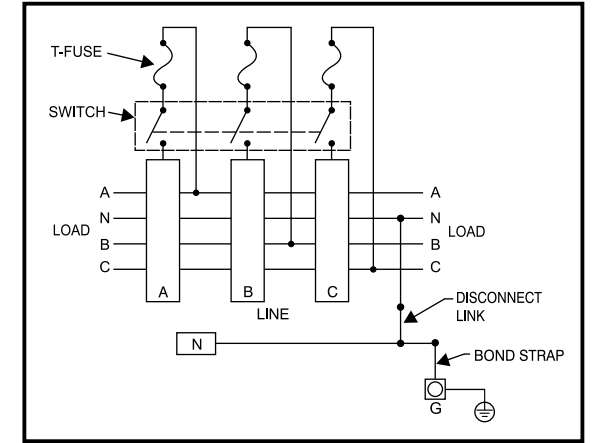 T-FUSE
SWITCH
A A
N N
LOAD LOAD
B B
C C
A B C
LINE
DISCONNECT
LINK
N
BOND STRAP
G